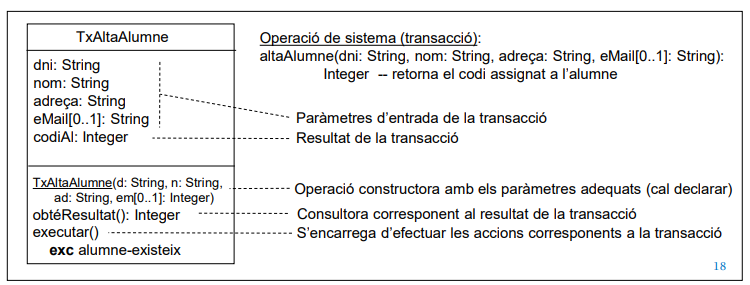 TxAltaAlumne
dni: String
nom: String
adreça: String
eMail[0..1]: String
codiAl: Integer
TxAltaAlumne(d: String, n: String,
ad: String, em[0..1]: Integer)
obtéResultat(): Integer
executar()
exc alumne-existeix
Operació de sistema (transacció):
altaAlumne(dni: String, nom: String, adreça: String, eMail[0..1]: String):
Integer -- retorna el codi assignat a l’alumne
Paràmetres d’entrada de la transacció
Resultat de la transacció
Operació constructora amb els paràmetres adequats (cal declarar)
Consultora corresponent al resultat de la transacció
S’encarrega d’efectuar les accions corresponents a la transacció
18